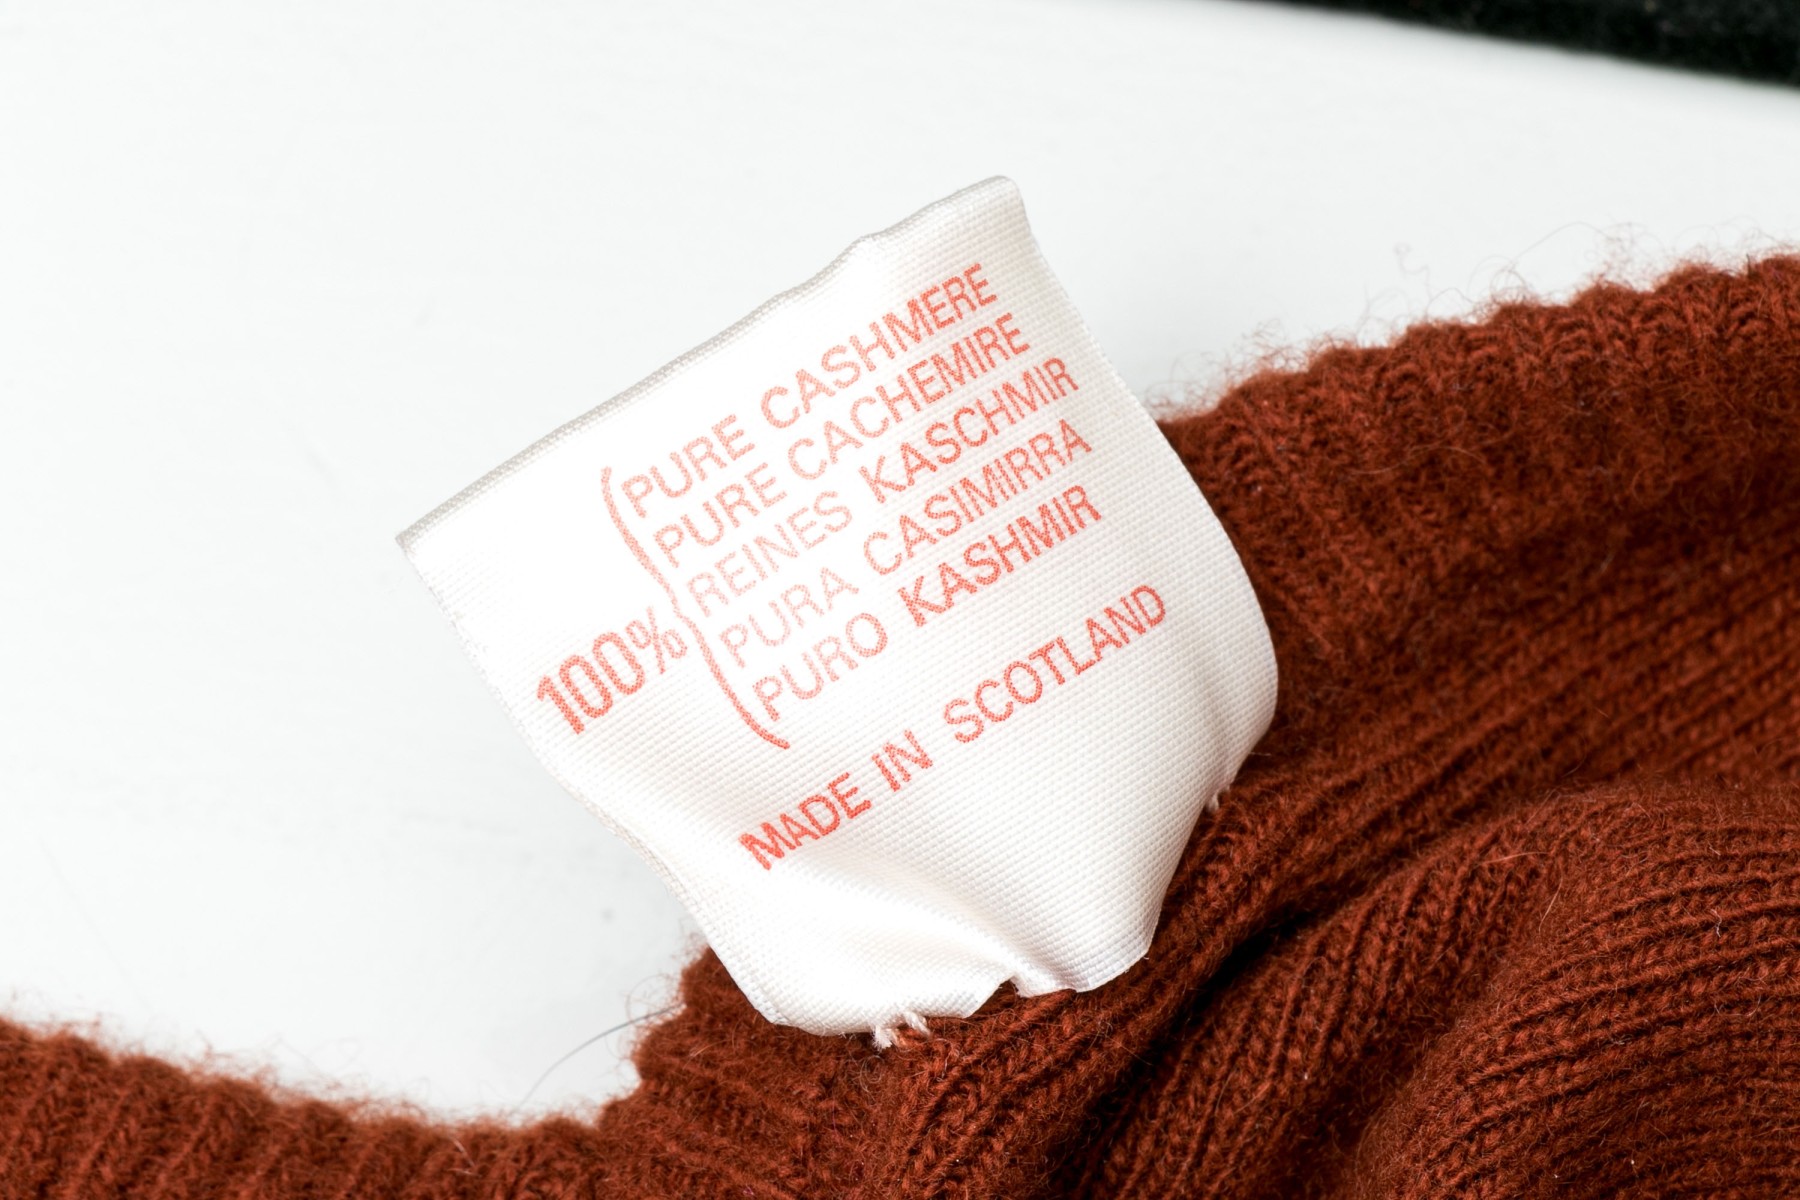 PURE CASHMERE
PURE CACHEMIRE
REINES KASCHMIR
100% PURA CASIMIRRA
PURO KASHMIR
MADE IN SCOTLAND